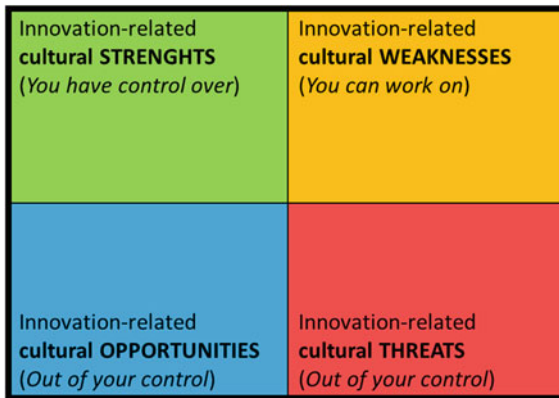 Innovation-related
cultural STRENGHTS
(You have control over)
Innovation-related
cultural WEAKNESSES
(You can work on)
Innovation-related
cultural OPPORTUNITIES
(Out of your control)
Innovation-related
cultural THREATS
(Out of your control)